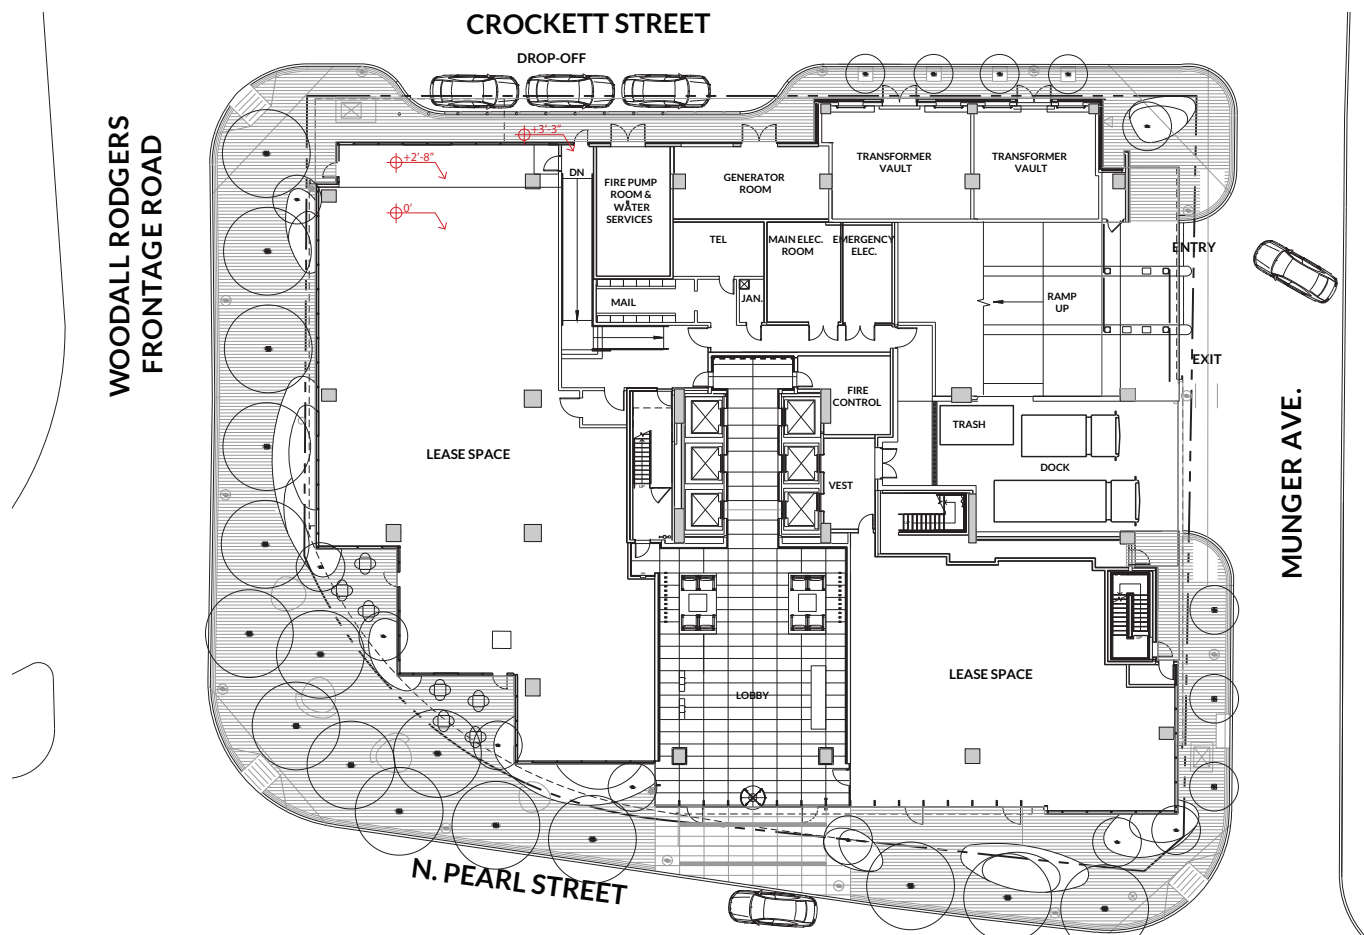 CROCKETT STREET
DROP-OFF
WOODALL RODGERS
FRONTAGE ROAD
+3'-3"
+2'-8"
0'
DN
FIRE PUMP
ROOM &
WATER
SERVICES
GENERATOR
ROOM
TRANSFORMER
VAULT
TRANSFORMER
VAULT
TEL
MAIN ELEC.
ROOM
EMERGENCY
ELEC.
ENTRY
MAIL
JAN.
RAMP
UP
EXIT
FIRE
CONTROL
TRASH
LEASE SPACE
DOCK
VEST
MUNGER AVE.
LEASE SPACE
LOBBY
N. PEARL STREET